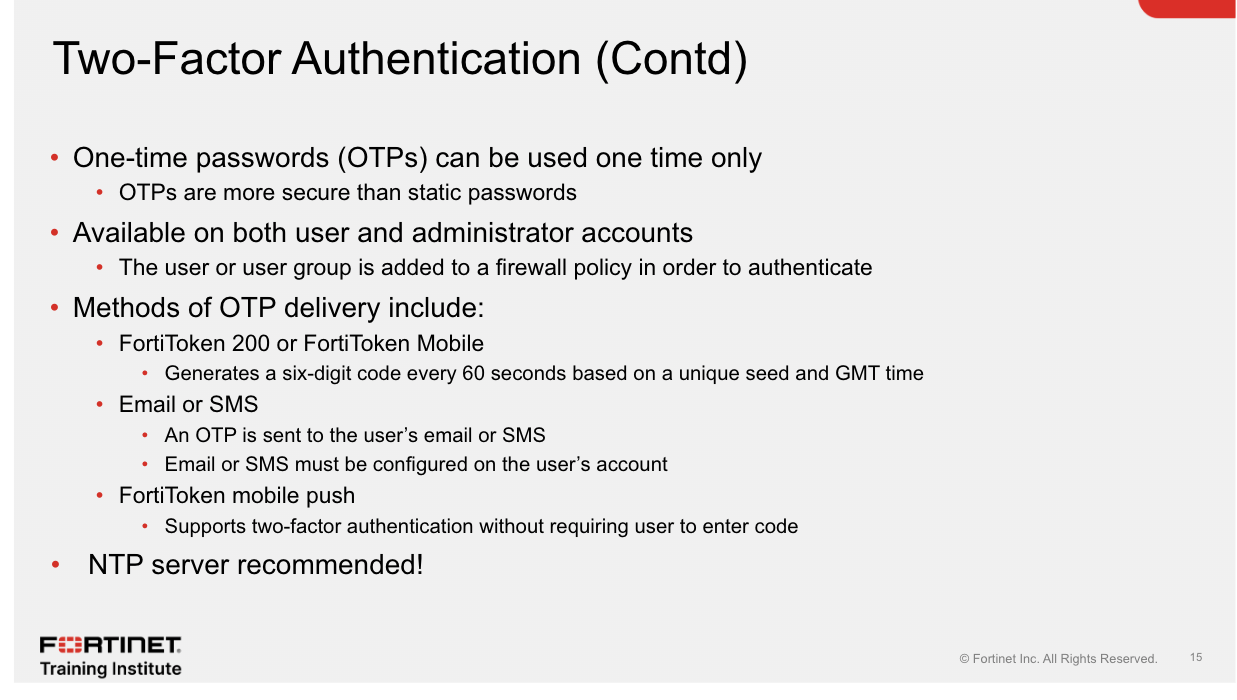 Two-Factor Authentication (Contd)
• One-time passwords (OTPs) can be used one time only
• OTPs are more secure than static passwords
• Available on both user and administrator accounts
• The user or user group is added to a firewall policy in order to authenticate
• Methods of OTP delivery include:
• FortiToken 200 or FortiToken Mobile
• Generates a six-digit code every 60 seconds based on a unique seed and GMT time
• Email or SMS
• An OTP is sent to the user’s email or SMS
• Email or SMS must be configured on the user’s account
• FortiToken mobile push
• Supports two-factor authentication without requiring user to enter code
• NTP server recommended!
FORTINET
Training Institute
© Fortinet Inc. All Rights Reserved. 15